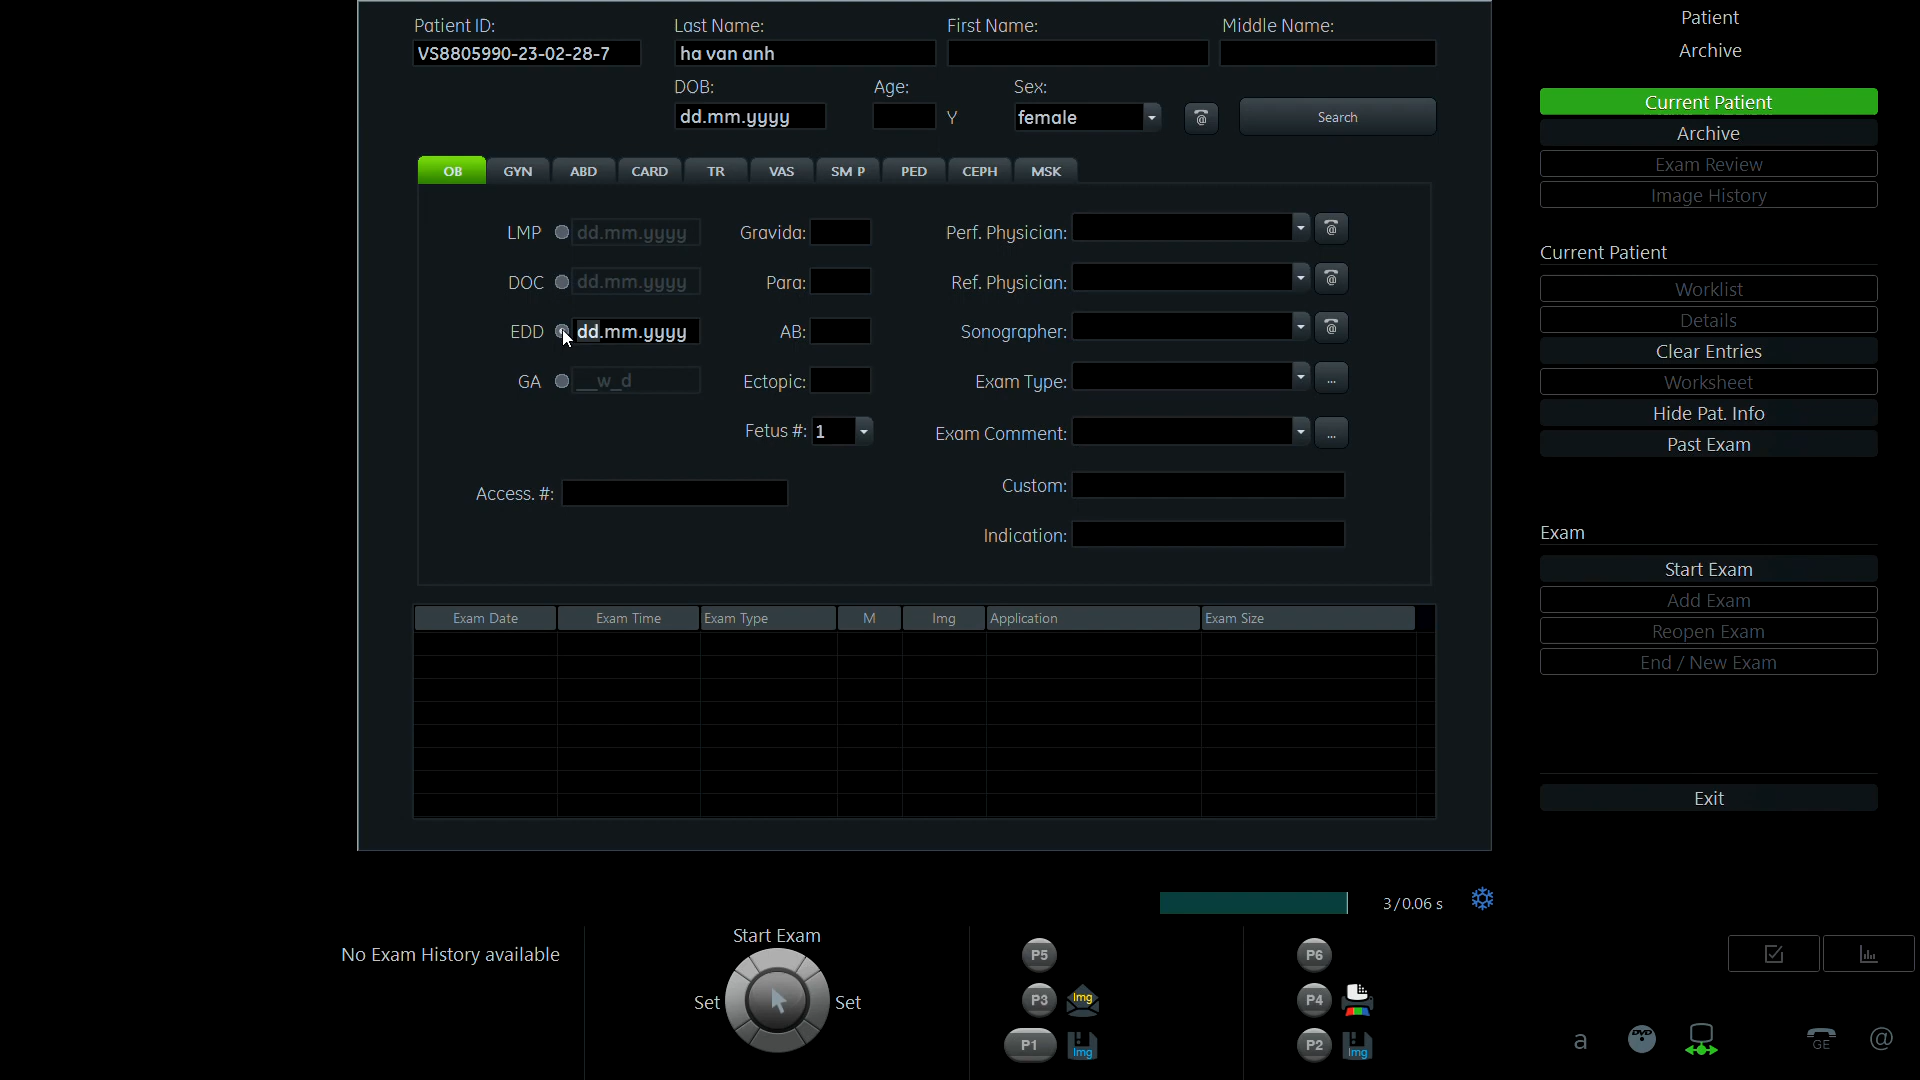 Patient ID: Last Name: First Name: Middle Name:
VS8805990-23-02-28-7 ha van anh
DOB: Age: Sex:
dd.mm.yyyy Y female @ Search
OB GYN ABD CARD TR VAS SM P PED CEPH MSK
LMP dd.mm.yyyy Gravida: Perf. Physician: @
DOC dd.mm.yyyy Para: Ref. Physician: @
EDD dd.mm.yyyy AB: Sonographer: @
GA __w_d Ectopic: Exam Type: ...
Fetus #: 1 Exam Comment: ...
Access. #: Custom:
Indication:
Exam Date Exam Time Exam Type M Img Application Exam Size
Patient
Archive
Current Patient
Archive
Exam Review
Image History
Current Patient
Worklist
Details
Clear Entries
Worksheet
Hide Pat. Info
Past Exam
Exam
Start Exam
Add Exam
Reopen Exam
End / New Exam
Exit
3/0.06 s
No Exam History available
Start Exam
Set Set
P5
P3 Img
P1 Img
P6
P4
P2 Img
a DVD GE @